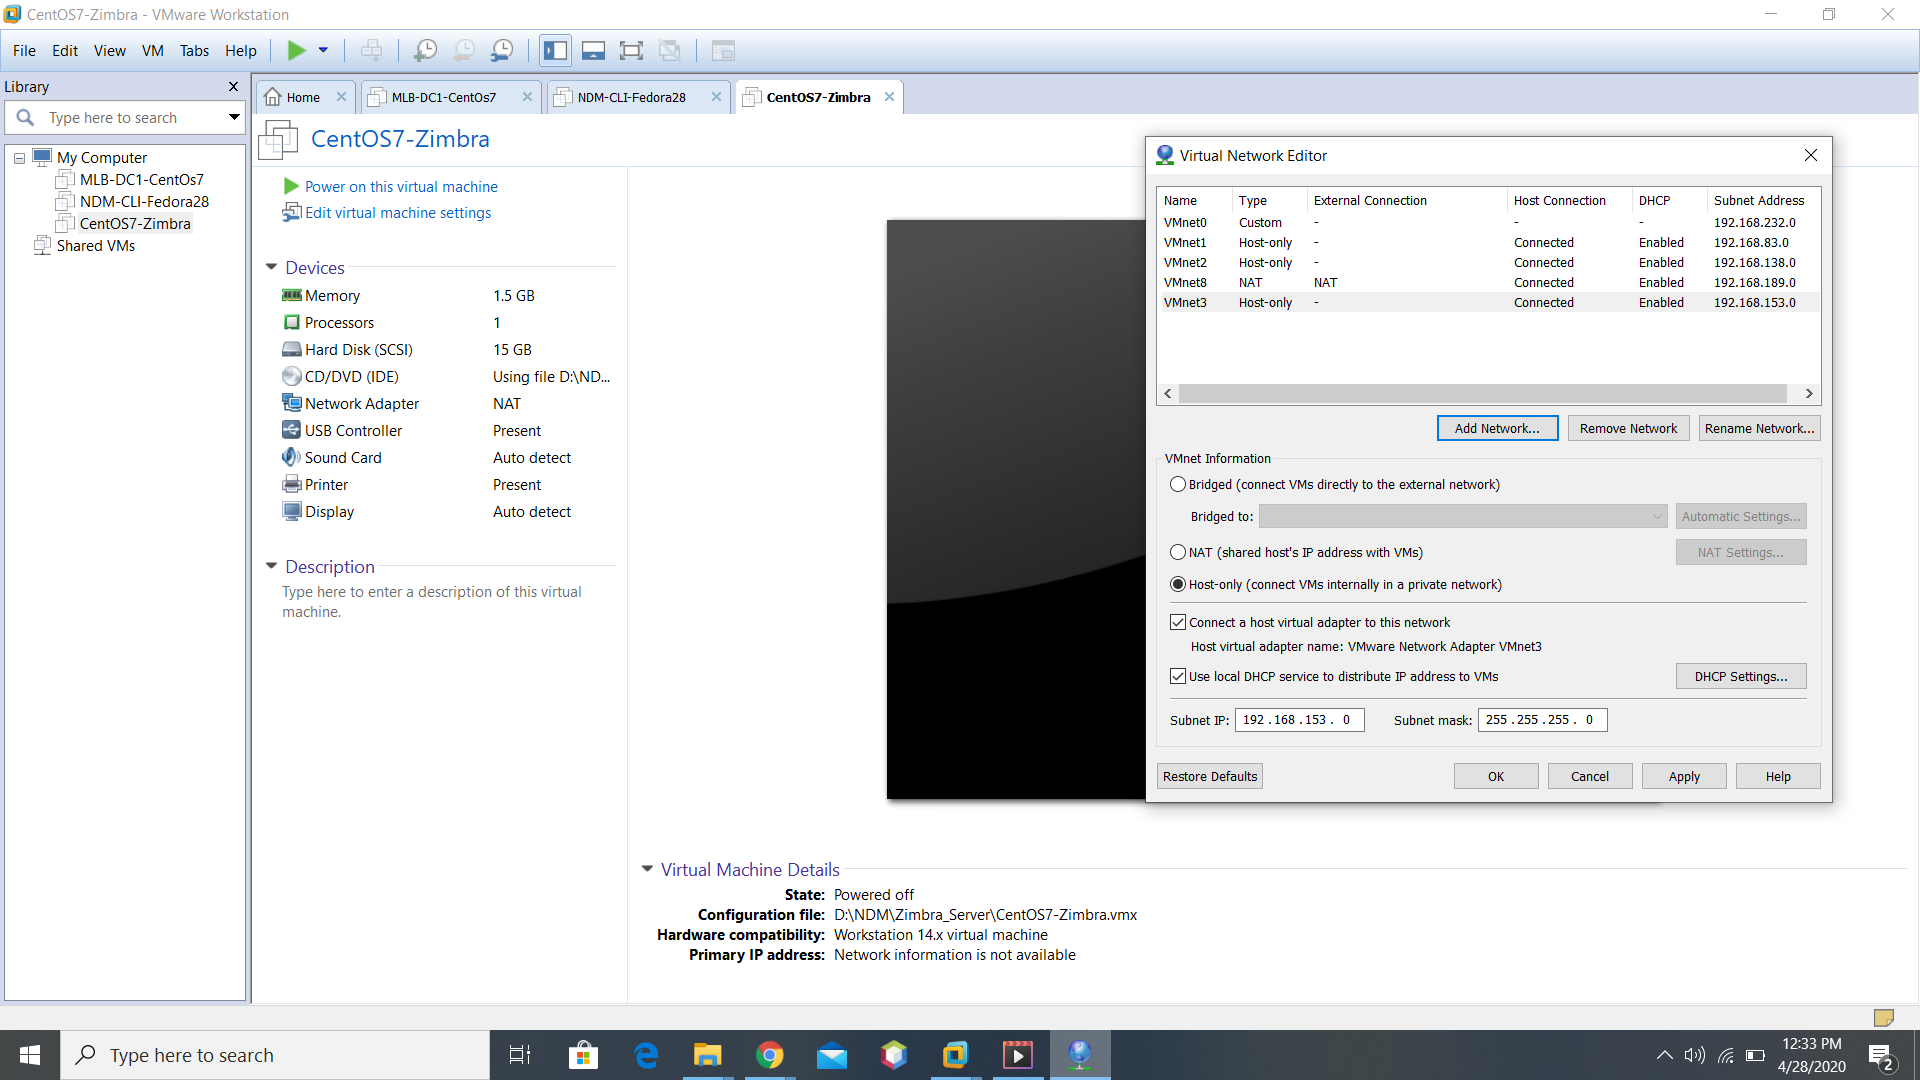 CentOS7-Zimbra - VMware Workstation
File Edit View VM Tabs Help
Library
Type here to search
My Computer
MLB-DC1-CentOs7
NDM-CLI-Fedora28
CentOS7-Zimbra
Shared VMs
Home
MLB-DC1-CentOs7
NDM-CLI-Fedora28
CentOS7-Zimbra
CentOS7-Zimbra
Power on this virtual machine
Edit virtual machine settings
Devices
Memory 1.5 GB
Processors 1
Hard Disk (SCSI) 15 GB
CD/DVD (IDE) Using file D:\ND...
Network Adapter NAT
USB Controller Present
Sound Card Auto detect
Printer Present
Display Auto detect
Description
Type here to enter a description of this virtual
machine.
Virtual Network Editor
Name Type External Connection Host Connection DHCP Subnet Address
VMnet0 Custom - - - 192.168.232.0
VMnet1 Host-only - Connected Enabled 192.168.83.0
VMnet2 Host-only - Connected Enabled 192.168.138.0
VMnet8 NAT NAT Connected Enabled 192.168.189.0
VMnet3 Host-only - Connected Enabled 192.168.153.0
Add Network... Remove Network Rename Network...
VMnet Information
Bridged (connect VMs directly to the external network)
Bridged to: Automatic Settings...
NAT (shared host's IP address with VMs) NAT Settings...
Host-only (connect VMs internally in a private network)
Connect a host virtual adapter to this network
Host virtual adapter name: VMware Network Adapter VMnet3
Use local DHCP service to distribute IP address to VMs DHCP Settings...
Subnet IP: 192 . 168 . 153 . 0 Subnet mask: 255 . 255 . 255 . 0
Restore Defaults OK Cancel Apply Help
Virtual Machine Details
State: Powered off
Configuration file: D:\NDM\Zimbra_Server\CentOS7-Zimbra.vmx
Hardware compatibility: Workstation 14.x virtual machine
Primary IP address: Network information is not available
Type here to search
12:33 PM
4/28/2020
2